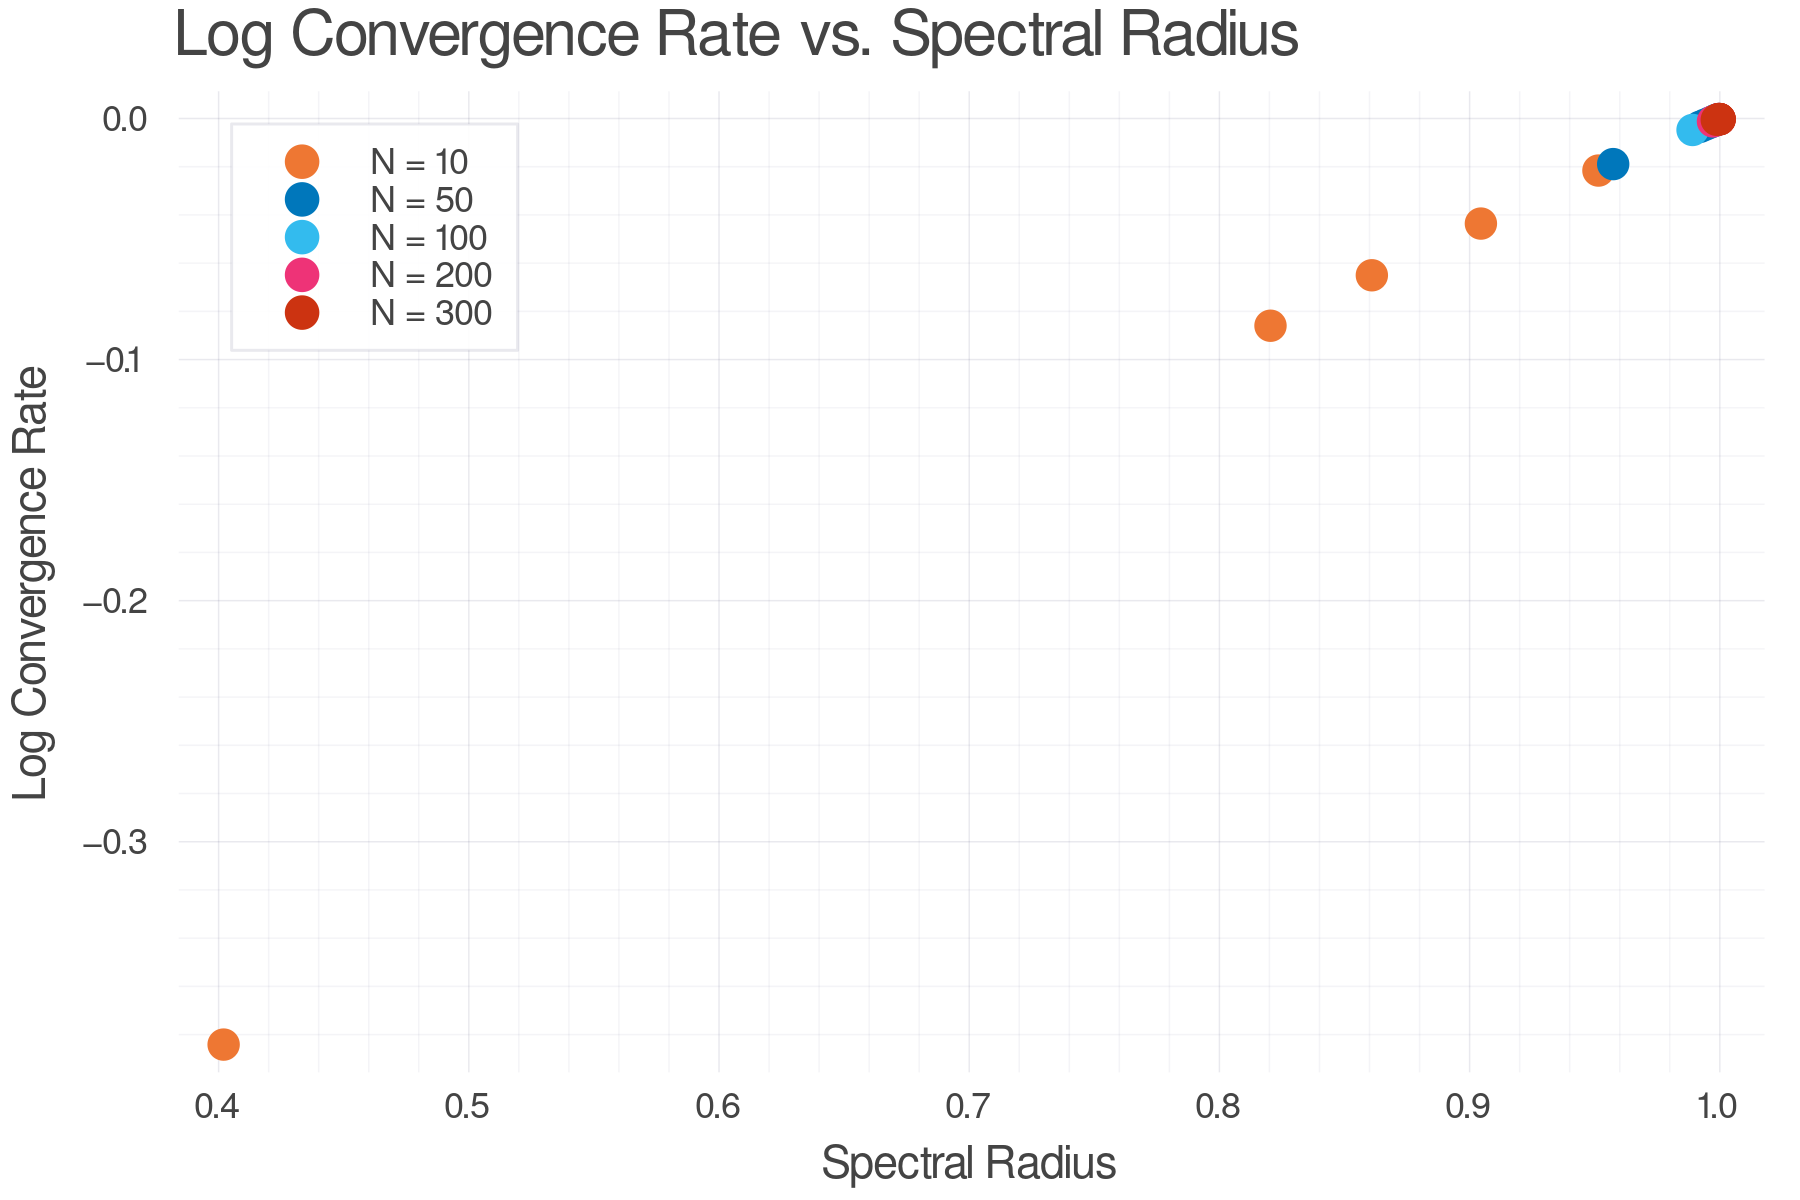 Log Convergence Rate vs. Spectral Radius
0.0
−0.1
−0.2
−0.3
Log Convergence Rate
N = 10
N = 50
N = 100
N = 200
N = 300
0.4
0.5
0.6
0.7
0.8
0.9
1.0
Spectral Radius